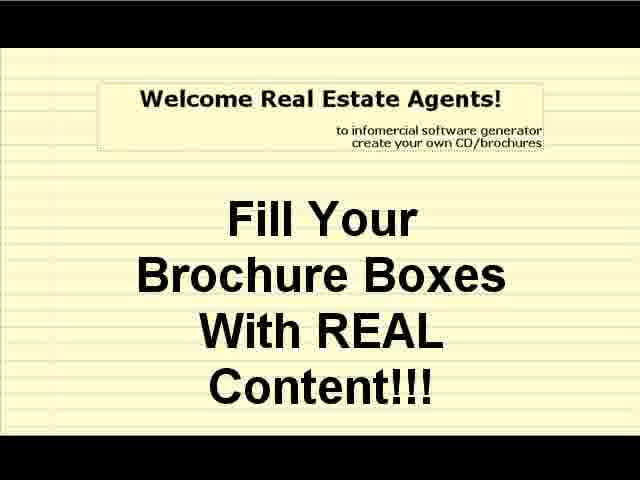 Welcome Real Estate Agents!
to infomercial software generator
create your own CD/brochures
Fill Your
Brochure Boxes
With REAL
Content!!!